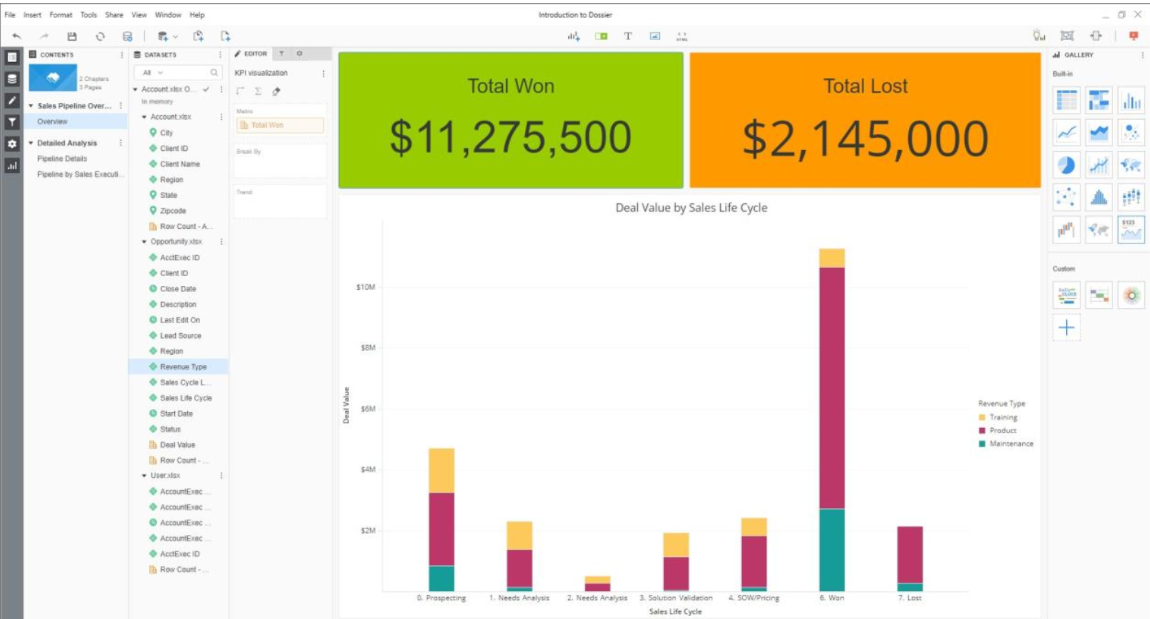 File Insert Format Tools Share View Window Help
Introduction to Dossier
CONTENTS
2 Chapters
3 Pages
Sales Pipeline Over...
Overview
Detailed Analysis
Pipeline Details
Pipeline by Sales Executi...
DATASETS
All
Account.xlsx O...
In memory
Account.xlsx
City
Client ID
Client Name
Region
State
Zipcode
Row Count - A...
Opportunity.xlsx
AcctExec ID
Client ID
Close Date
Description
Last Edit On
Lead Source
Region
Revenue Type
Sales Cycle L...
Sales Life Cycle
Start Date
Status
Deal Value
Row Count - ...
User.xlsx
AccountExec ...
AccountExec ...
AccountExec ...
AccountExec ...
AcctExec ID
Row Count - ...
EDITOR
KPI visualization
Metric
Total Won
Break By
Trend
Total Won
$11,275,500
Total Lost
$2,145,000
Deal Value by Sales Life Cycle
Deal Value
$10M
$8M
$6M
$4M
$2M
0. Prospecting
1. Needs Analysis
2. Needs Analysis
3. Solution Validation
4. SOW/Pricing
6. Won
7. Lost
Sales Life Cycle
Revenue Type
Training
Product
Maintenance
GALLERY
Built-in
$123
Custom